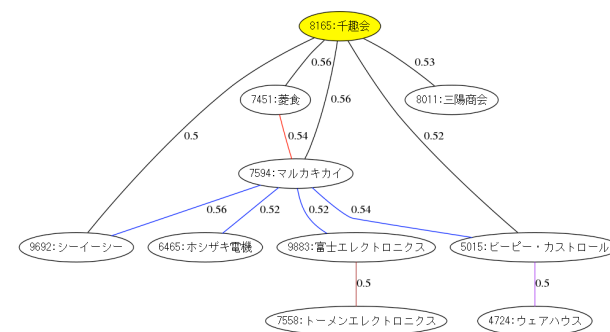 8165:千趣会
0.56
0.53
7451:菱食
0.56
8011:三陽商会
0.5
0.54
0.52
7594:マルカキカイ
0.56
0.52
0.52
0.54
9692:シーイーシー
6465:ホシザキ電機
9883:富士エレクトロニクス
5015:ビーピー・カストロール
0.5
0.5
7558:トーメンエレクトロニクス
4724:ウェアハウス